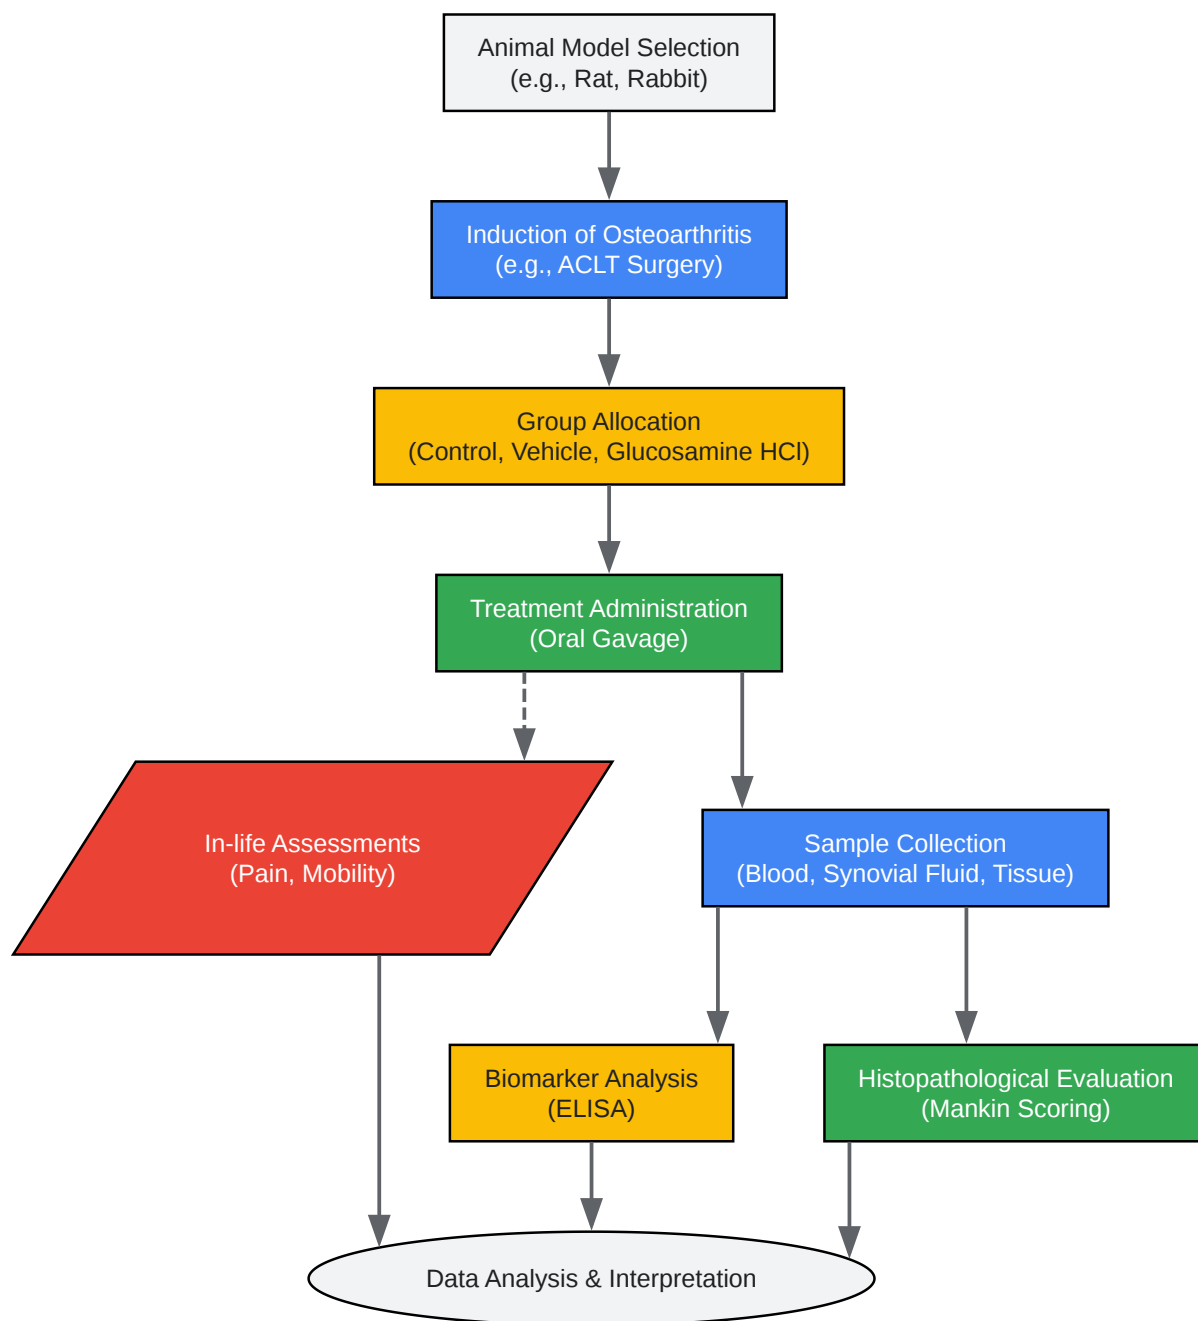 Animal Model Selection
(e.g., Rat, Rabbit)
Induction of Osteoarthritis
(e.g., ACLT Surgery)
Group Allocation
(Control, Vehicle, Glucosamine HCl)
Treatment Administration
(Oral Gavage)
In-life Assessments
(Pain, Mobility)
Sample Collection
(Blood, Synovial Fluid, Tissue)
Biomarker Analysis
(ELISA)
Histopathological Evaluation
(Mankin Scoring)
Data Analysis & Interpretation